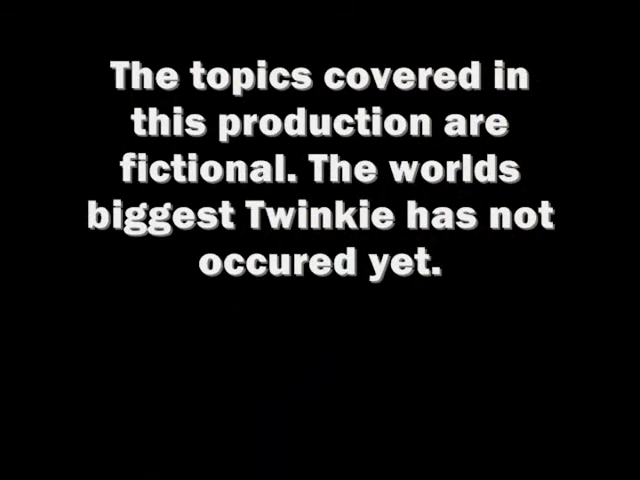 The topics covered in
this production are
fictional. The worlds
biggest Twinkie has not
occured yet.